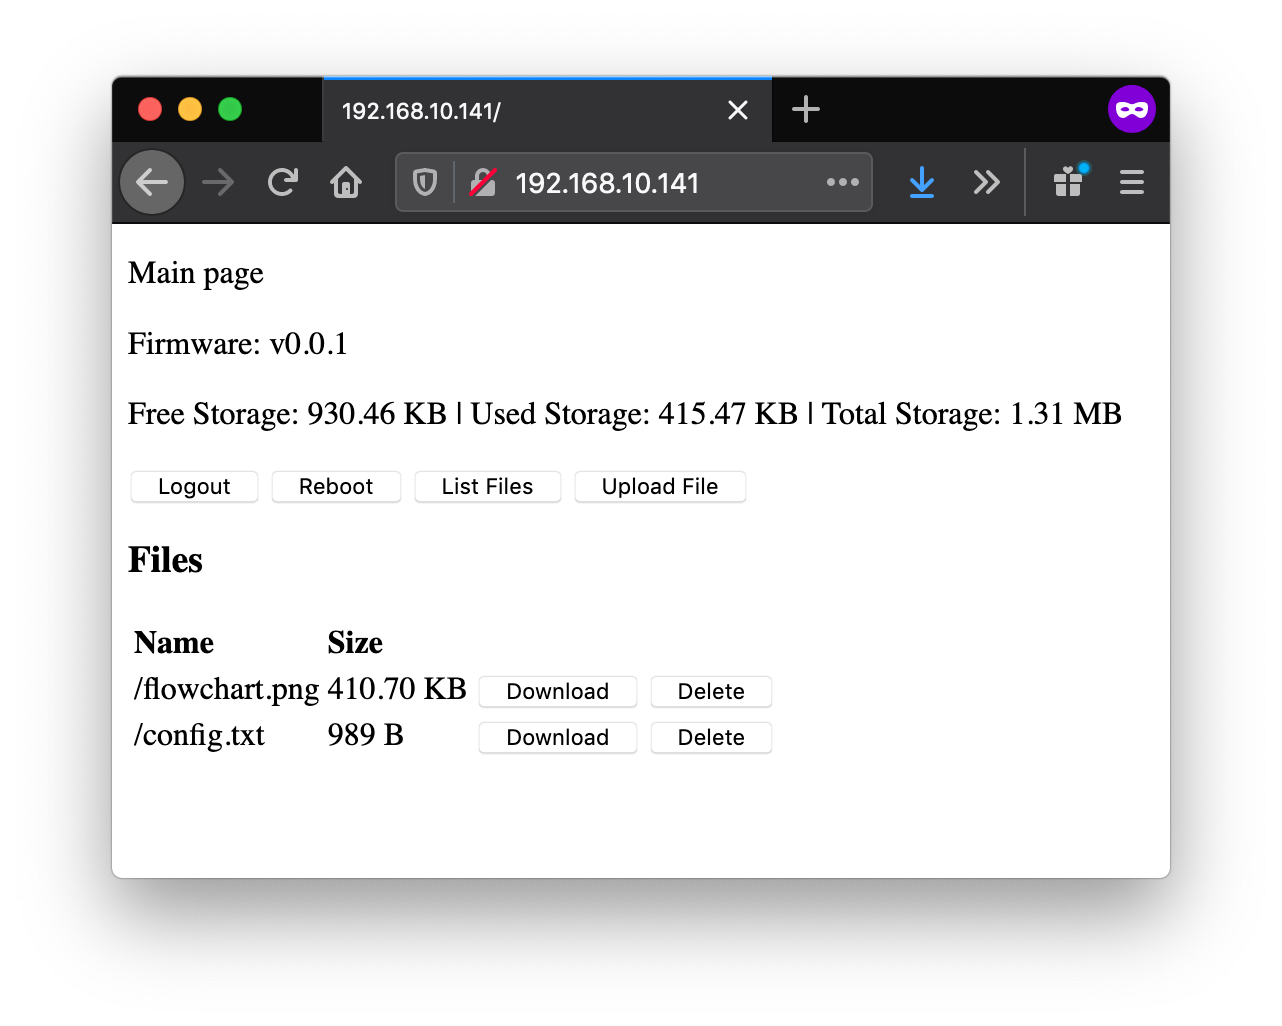 192.168.10.141/
192.168.10.141
Main page
Firmware: v0.0.1
Free Storage: 930.46 KB | Used Storage: 415.47 KB | Total Storage: 1.31 MB
Logout Reboot List Files Upload File
Files
Name Size
/flowchart.png 410.70 KB Download Delete
/config.txt 989 B Download Delete